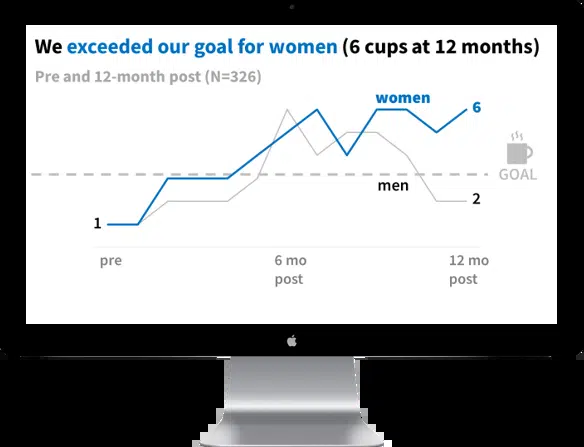 We exceeded our goal for women (6 cups at 12 months)
Pre and 12-month post (N=326)
women
6
GOAL
men
2
1
pre
6 mo
post
12 mo
post